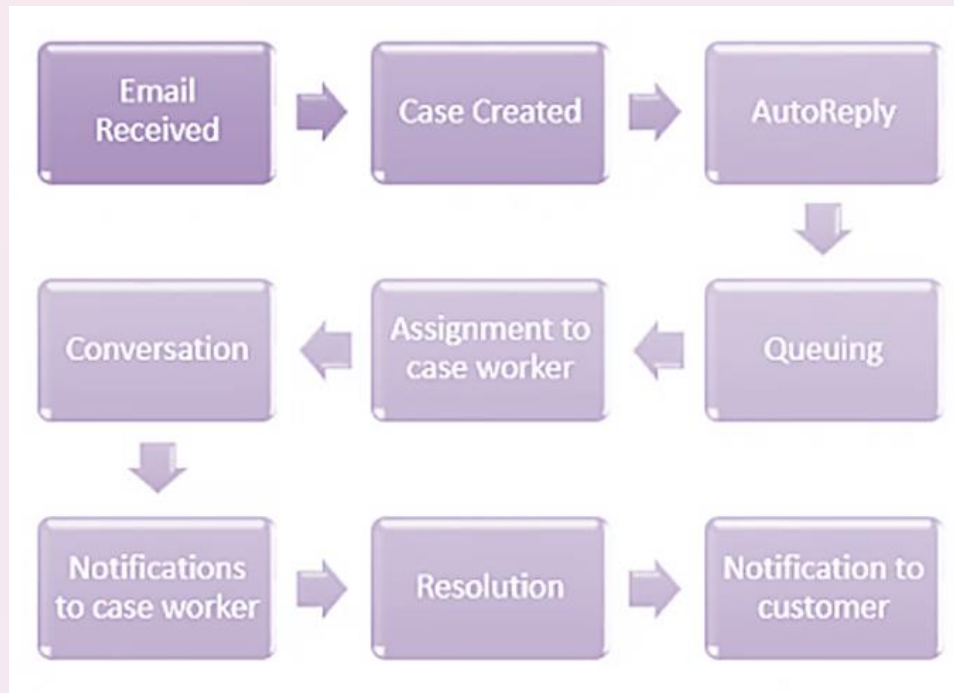 Email
Received
Case Created
AutoReply
Queuing
Assignment to
case worker
Conversation
Notifications
to case worker
Resolution
Notification to
customer